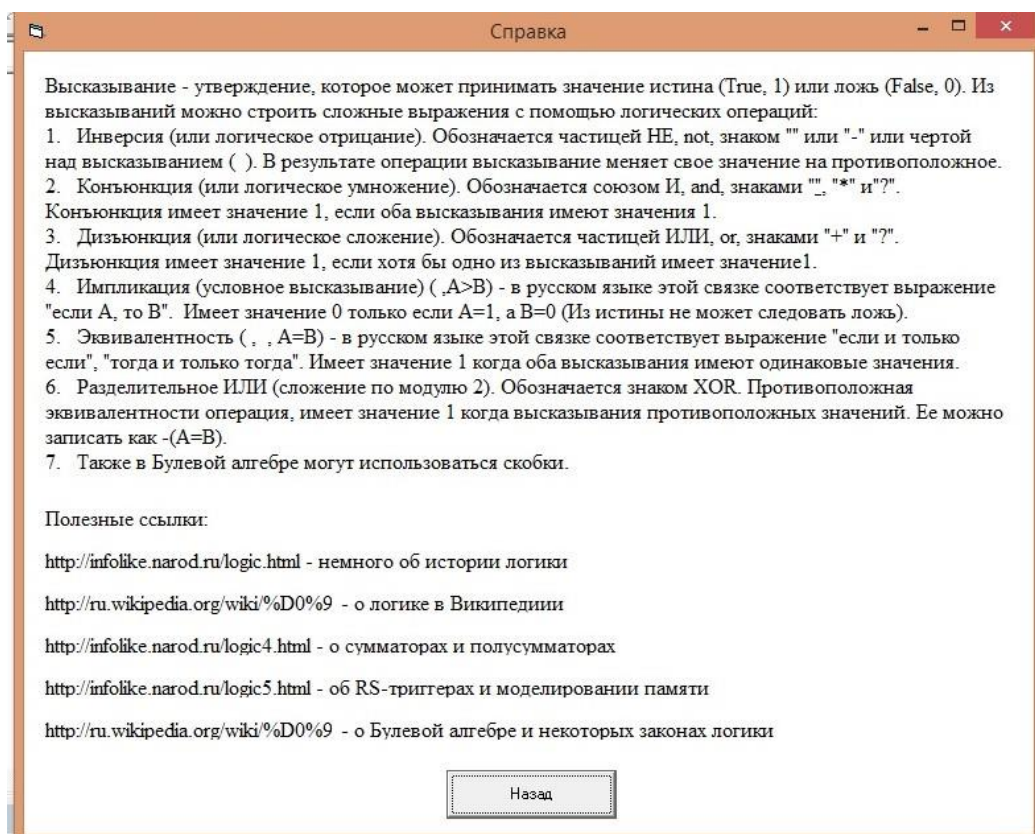 Справка
Высказывание - утверждение, которое может принимать значение истина (True, 1) или ложь (False, 0). Из
высказываний можно строить сложные выражения с помощью логических операций:
1. Инверсия (или логическое отрицание). Обозначается частицей НЕ, not, знаком "" или "-" или чертой
над высказыванием ( ). В результате операции высказывание меняет свое значение на противоположное.
2. Конъюнкция (или логическое умножение). Обозначается союзом И, and, знаками "", "*" и"?".
Конъюнкция имеет значение 1, если оба высказывания имеют значения 1.
3. Дизъюнкция (или логическое сложение). Обозначается частицей ИЛИ, or, знаками "+" и "?".
Дизъюнкция имеет значение 1, если хотя бы одно из высказываний имеет значение1.
4. Импликация (условное высказывание) ( ,A>B) - в русском языке этой связке соответствует выражение
"если А, то В". Имеет значение 0 только если А=1, а В=0 (Из истины не может следовать ложь).
5. Эквивалентность ( , , A=B) - в русском языке этой связке соответствует выражение "если и только
если", "тогда и только тогда". Имеет значение 1 когда оба высказывания имеют одинаковые значения.
6. Разделительное ИЛИ (сложение по модулю 2). Обозначается знаком XOR. Противоположная
эквивалентности операция, имеет значение 1 когда высказывания противоположных значений. Ее можно
записать как -(A=B).
7. Также в Булевой алгебре могут использоваться скобки.
Полезные ссылки:
http://infolike.narod.ru/logic.html - немного об истории логики
http://ru.wikipedia.org/wiki/%D0%9 - о логике в Википедиии
http://infolike.narod.ru/logic4.html - о сумматорах и полусумматорах
http://infolike.narod.ru/logic5.html - об RS-триггерах и моделировании памяти
http://ru.wikipedia.org/wiki/%D0%9 - о Булевой алгебре и некоторых законах логики
Назад